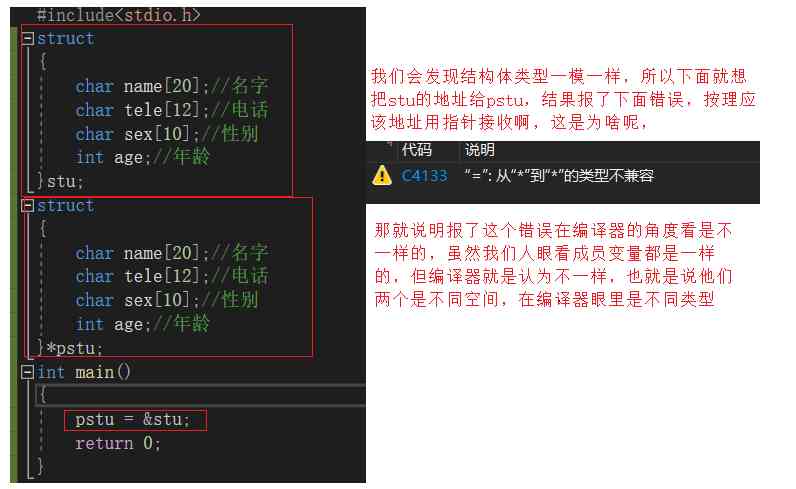 #include<stdio.h>
struct
{
char name[20];//名字
char tele[12];//电话
char sex[10];//性别
int age;//年龄
}stu;
struct
{
char name[20];//名字
char tele[12];//电话
char sex[10];//性别
int age;//年龄
}*pstu;
int main()
{
pstu = &stu;
return 0;
}
我们会发现结构体类型一模一样，所以下面就想
把stu的地址给pstu，结果报了下面错误，按理应
该地址用指针接收啊，这是为啥呢，
代码 说明
C4133 “=”: 从“*”到“*”的类型不兼容
那就说明报了这个错误在编译器的角度看是不
一样的，虽然我们人眼看成员变量都是一样
的，但编译器就是认为不一样，也就是说他们
两个是不同空间，在编译器眼里是不同类型